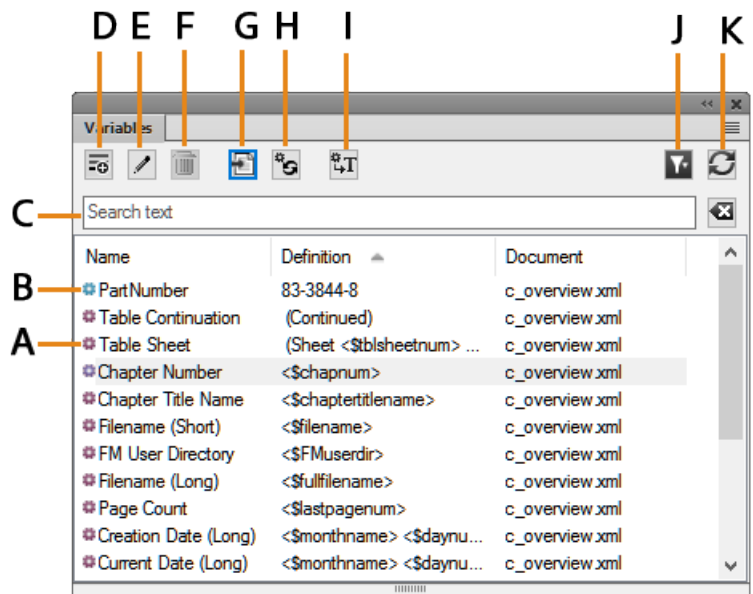 D E F G H I J K
Variables
C Search text
Name Definition Document
B PartNumber 83-3844-8 c_overview.xml
Table Continuation (Continued) c_overview.xml
A Table Sheet (Sheet <$tblsheetnum> ... c_overview.xml
Chapter Number <$chapnum> c_overview.xml
Chapter Title Name <$chaptertitlename> c_overview.xml
Filename (Short) <$filename> c_overview.xml
FM User Directory <$FMuserdir> c_overview.xml
Filename (Long) <$fullfilename> c_overview.xml
Page Count <$lastpagenum> c_overview.xml
Creation Date (Long) <$monthname> <$daynu... c_overview.xml
Current Date (Long) <$monthname> <$daynu... c_overview.xml